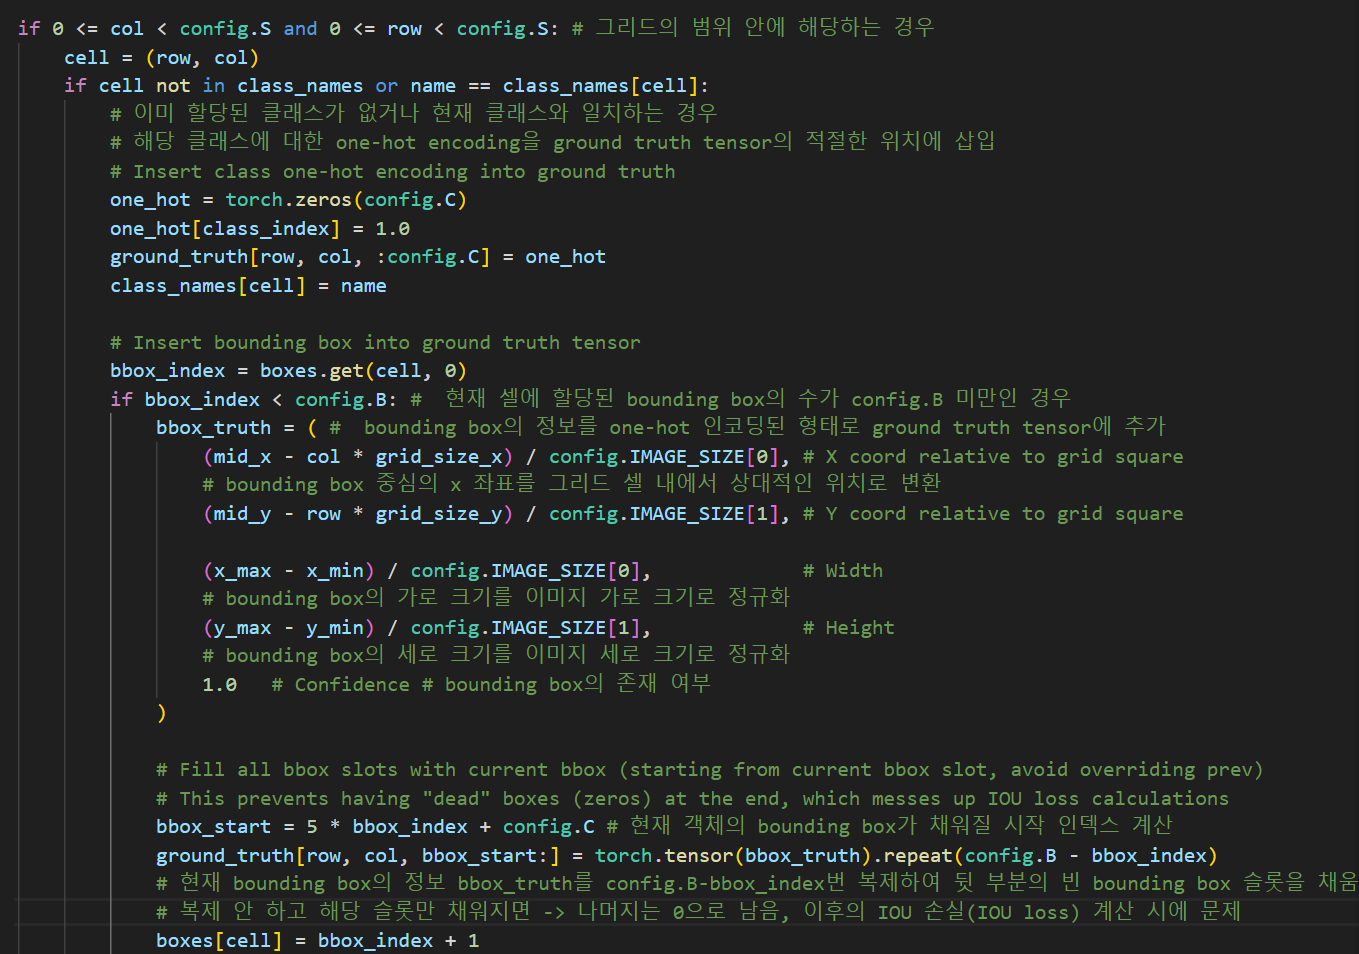 if 0 <= col < config.S and 0 <= row < config.S: # 그리드의 범위 안에 해당하는 경우
    cell = (row, col)
    if cell not in class_names or name == class_names[cell]:
        # 이미 할당된 클래스가 없거나 현재 클래스와 일치하는 경우
        # 해당 클래스에 대한 one-hot encoding을 ground truth tensor의 적절한 위치에 삽입
        # Insert class one-hot encoding into ground truth
        one_hot = torch.zeros(config.C)
        one_hot[class_index] = 1.0
        ground_truth[row, col, :config.C] = one_hot
        class_names[cell] = name

        # Insert bounding box into ground truth tensor
        bbox_index = boxes.get(cell, 0)
        if bbox_index < config.B: #  현재 셀에 할당된 bounding box의 수가 config.B 미만인 경우
            bbox_truth = ( #  bounding box의 정보를 one-hot 인코딩된 형태로 ground truth tensor에 추가
                (mid_x - col * grid_size_x) / config.IMAGE_SIZE[0], # X coord relative to grid square
                # bounding box 중심의 x 좌표를 그리드 셀 내에서 상대적인 위치로 변환
                (mid_y - row * grid_size_y) / config.IMAGE_SIZE[1], # Y coord relative to grid square

                (x_max - x_min) / config.IMAGE_SIZE[0],             # Width
                # bounding box의 가로 크기를 이미지 가로 크기로 정규화
                (y_max - y_min) / config.IMAGE_SIZE[1],             # Height
                # bounding box의 세로 크기를 이미지 세로 크기로 정규화
                1.0   # Confidence # bounding box의 존재 여부
            )

            # Fill all bbox slots with current bbox (starting from current bbox slot, avoid overriding prev)
            # This prevents having "dead" boxes (zeros) at the end, which messes up IOU loss calculations
            bbox_start = 5 * bbox_index + config.C # 현재 객체의 bounding box가 채워질 시작 인덱스 계산
            ground_truth[row, col, bbox_start:] = torch.tensor(bbox_truth).repeat(config.B - bbox_index)
            # 현재 bounding box의 정보 bbox_truth를 config.B-bbox_index번 복제하여 뒷 부분의 빈 bounding box 슬롯을 채움
            # 복제 안 하고 해당 슬롯만 채워지면 -> 나머지는 0으로 남음, 이후의 IOU 손실(IOU loss) 계산 시에 문제
            boxes[cell] = bbox_index + 1